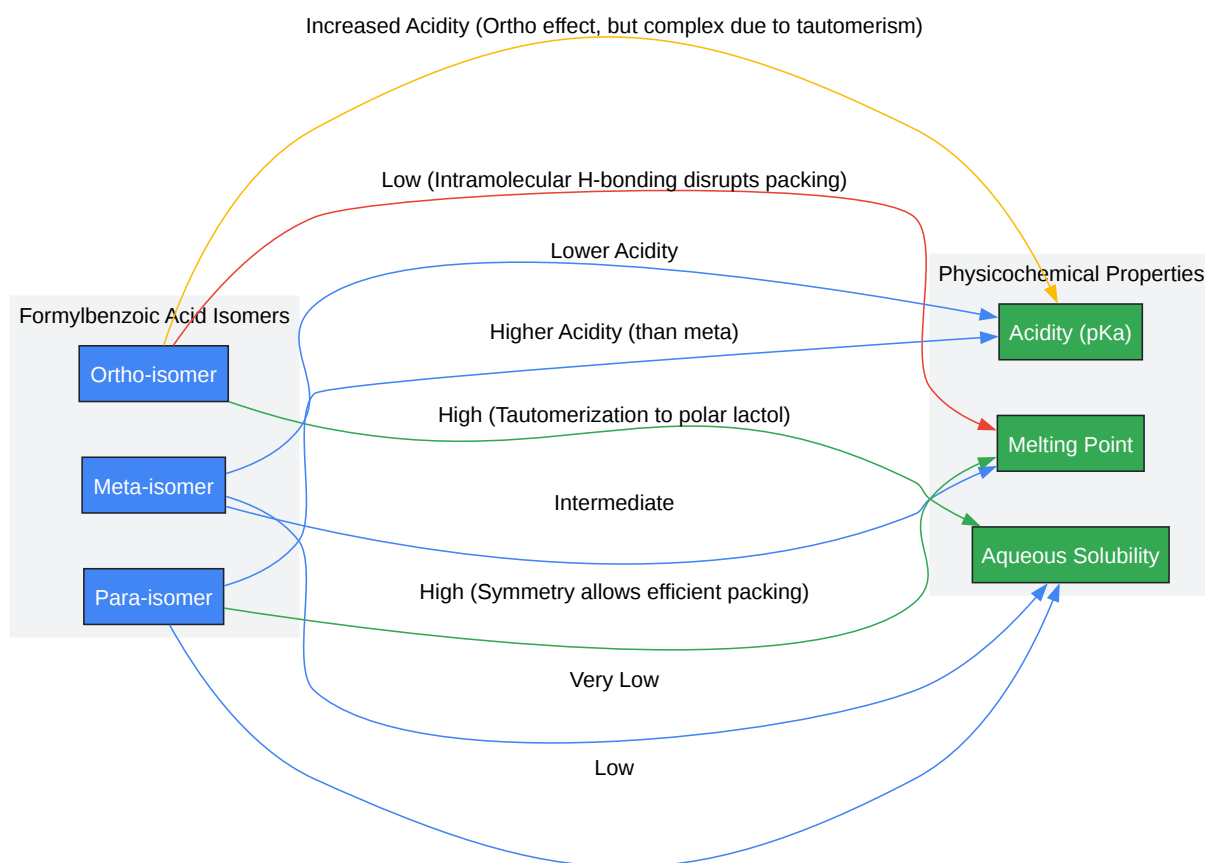 Increased Acidity (Ortho effect, but complex due to tautomerism)
Low (Intramolecular H-bonding disrupts packing)
Lower Acidity
Physicochemical Properties
Formylbenzoic Acid Isomers
Higher Acidity (than meta)
Acidity (pKa)
Ortho-isomer
High (Tautomerization to polar lactol)
Melting Point
Meta-isomer
Intermediate
Aqueous Solubility
High (Symmetry allows efficient packing)
Para-isomer
Very Low
Low